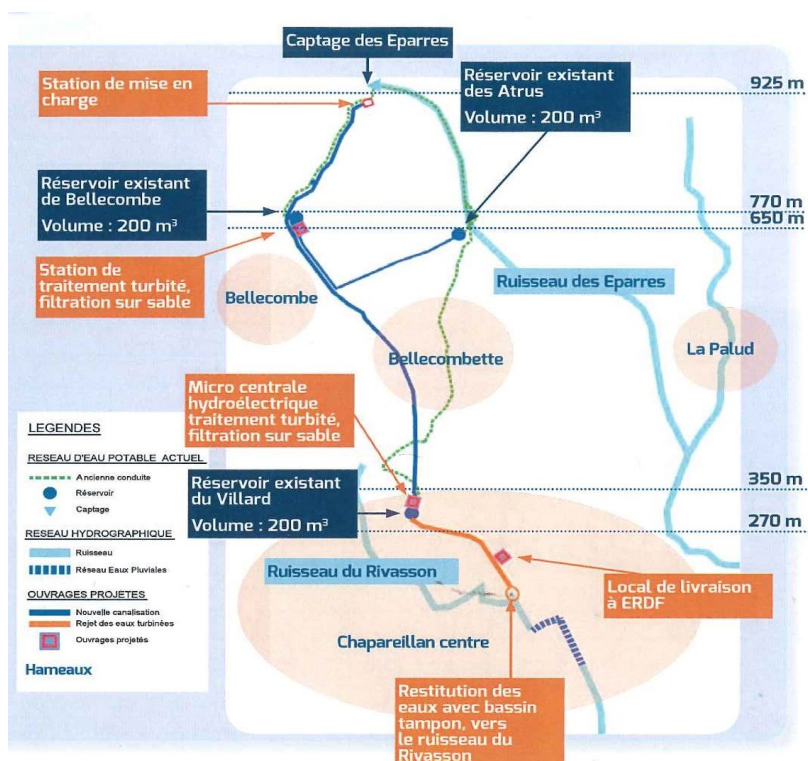 Captage des Eparres
Station de mise en
charge
Réservoir existant
des Atrus
Volume : 200 m³
925 m
Réservoir existant
de Bellecombe
Volume : 200 m³
770 m
650 m
Station de
traitement turbité,
filtration sur sable
Bellecombe
Ruisseau des Eparres
Bellecombette
La Palud
Micro centrale
hydroélectrique
traitement turbité,
filtration sur sable
LEGENDES
RESEAU D'EAU POTABLE ACTUEL
Ancienne conduite
Réservoir
Captage
RESEAU HYDROGRAPHIQUE
Ruisseau
Réseau Eaux Pluviales
OUVRAGES PROJETES
Nouvelle canalisation
Rejet des eaux turbinées
Ouvrages projetés
Hameaux
Réservoir existant
du Villard
Volume : 200 m³
350 m
270 m
Ruisseau du Rivasson
Local de livraison
à ERDF
Chapareillan centre
Restitution des
eaux avec bassin
tampon, vers
le ruisseau du
Rivasson